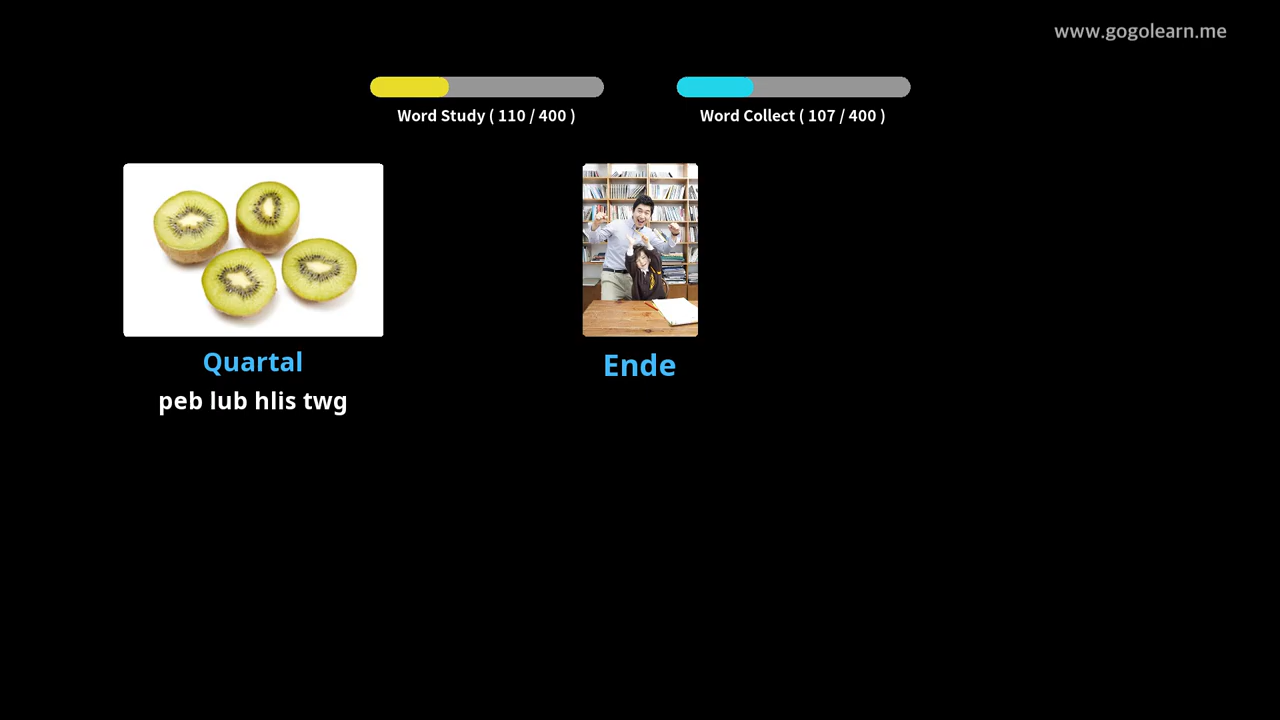 www.gogolearn.me
Word Study ( 110 / 400 )
Word Collect ( 107 / 400 )
Quartal
peb lub hlis twg
Ende